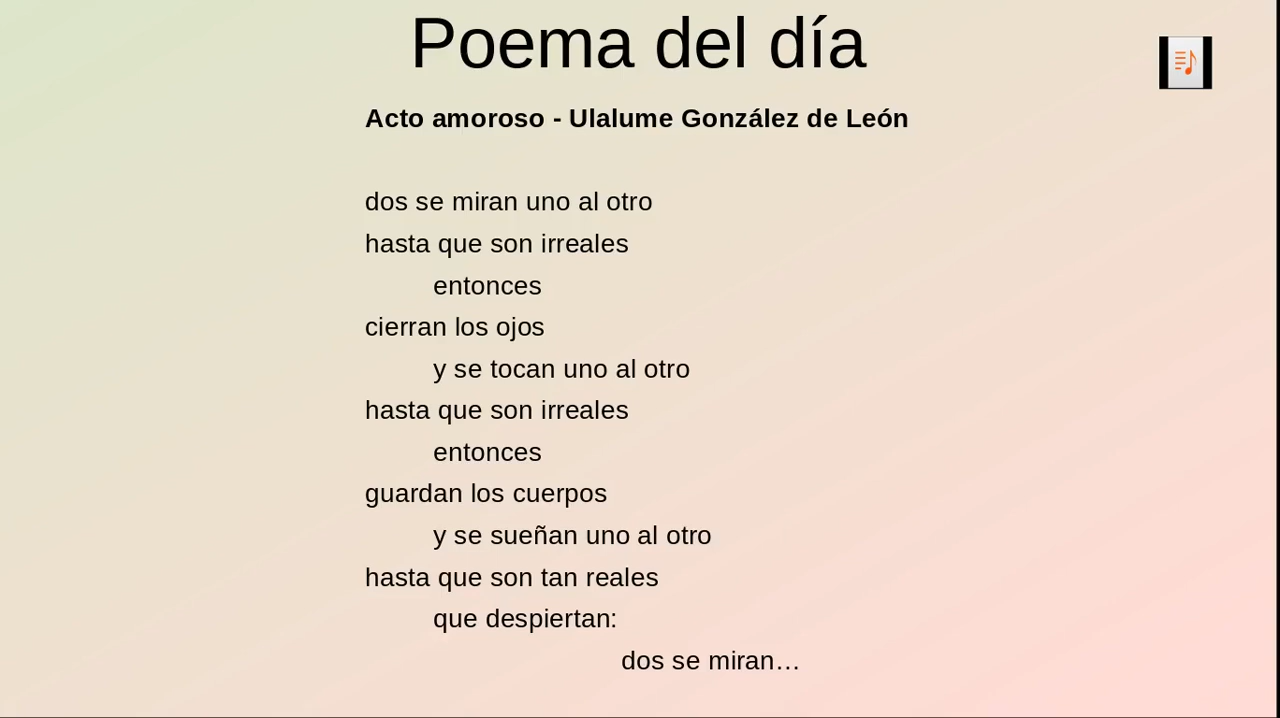 Poema del día
Acto amoroso - Ulalume González de León
dos se miran uno al otro
hasta que son irreales
entonces
cierran los ojos
y se tocan uno al otro
hasta que son irreales
entonces
guardan los cuerpos
y se sueñan uno al otro
hasta que son tan reales
que despiertan:
dos se miran…